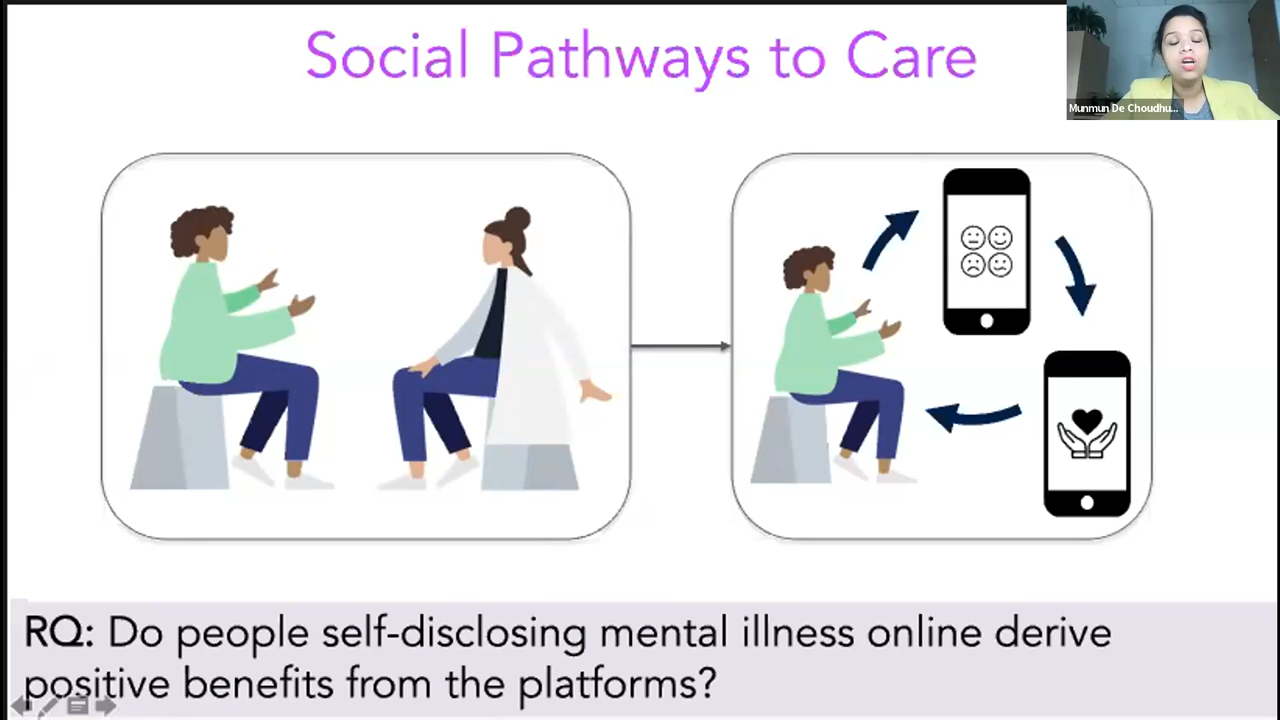 Social Pathways to Care
Munmun De Choudhu...
RQ: Do people self-disclosing mental illness online derive
positive benefits from the platforms?